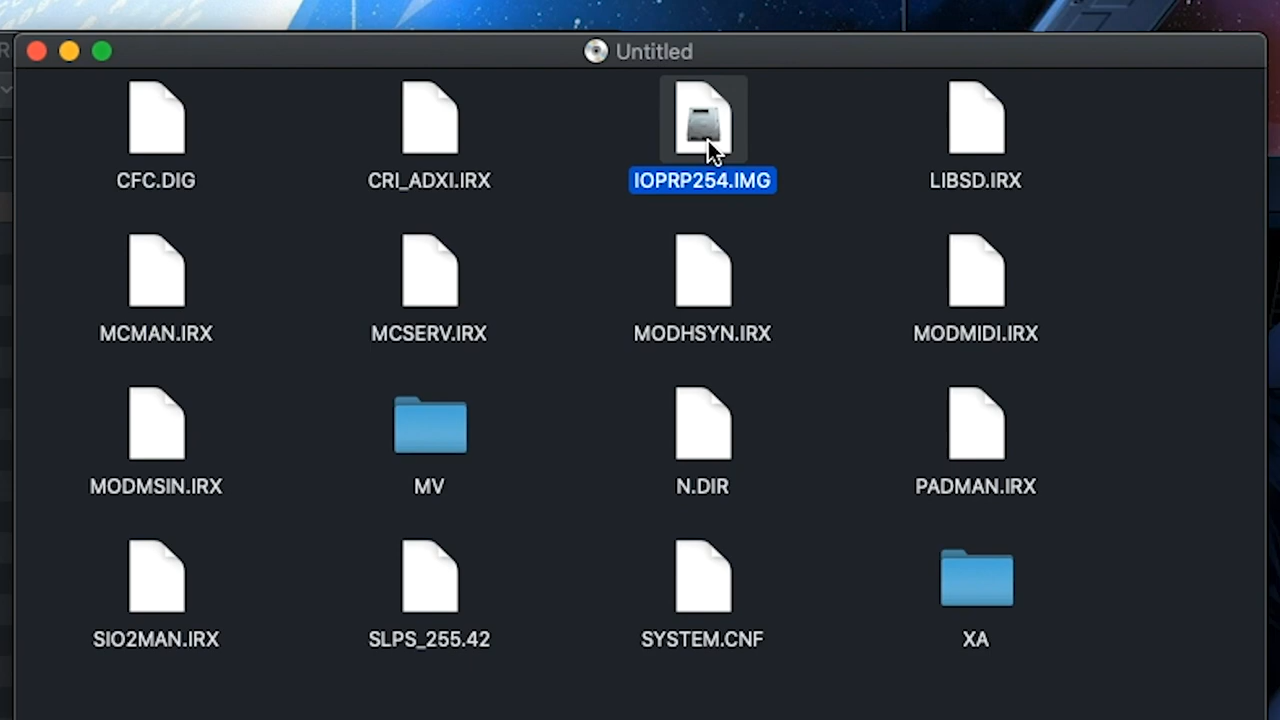 Untitled
CFC.DIG
CRI_ADXI.IRX
IOPRP254.IMG
LIBSD.IRX
MCMAN.IRX
MCSERV.IRX
MODHSYN.IRX
MODMIDI.IRX
MODMSIN.IRX
MV
N.DIR
PADMAN.IRX
SIO2MAN.IRX
SLPS_255.42
SYSTEM.CNF
XA